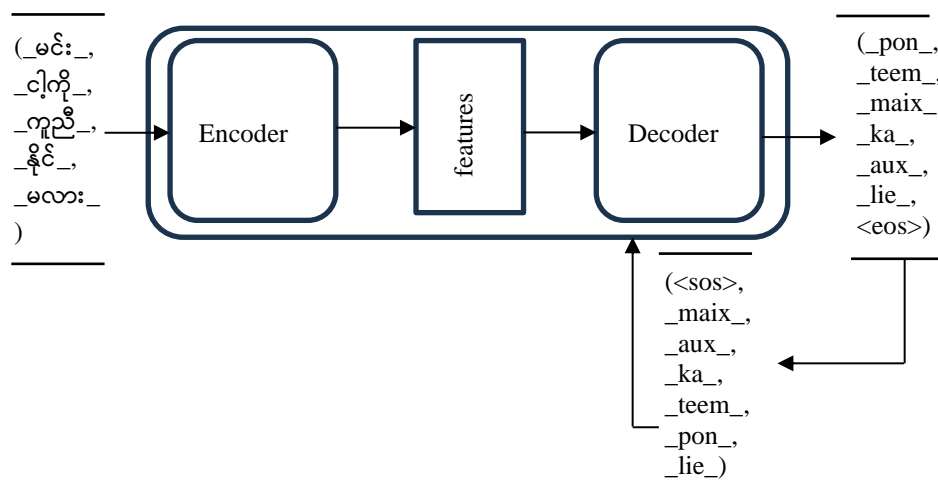 (_မင်း_,
_ငါ့ကို_,
_ကူညီ_,
_နိုင်_,
_မလား_
)
Encoder
features
Decoder
(_pon_,
_teem_,
_maix_
_ka_,
_aux_,
_lie_,
<eos>)
(<sos>,
_maix_,
_aux_,
_ka_,
_teem_,
_pon_,
_lie_)